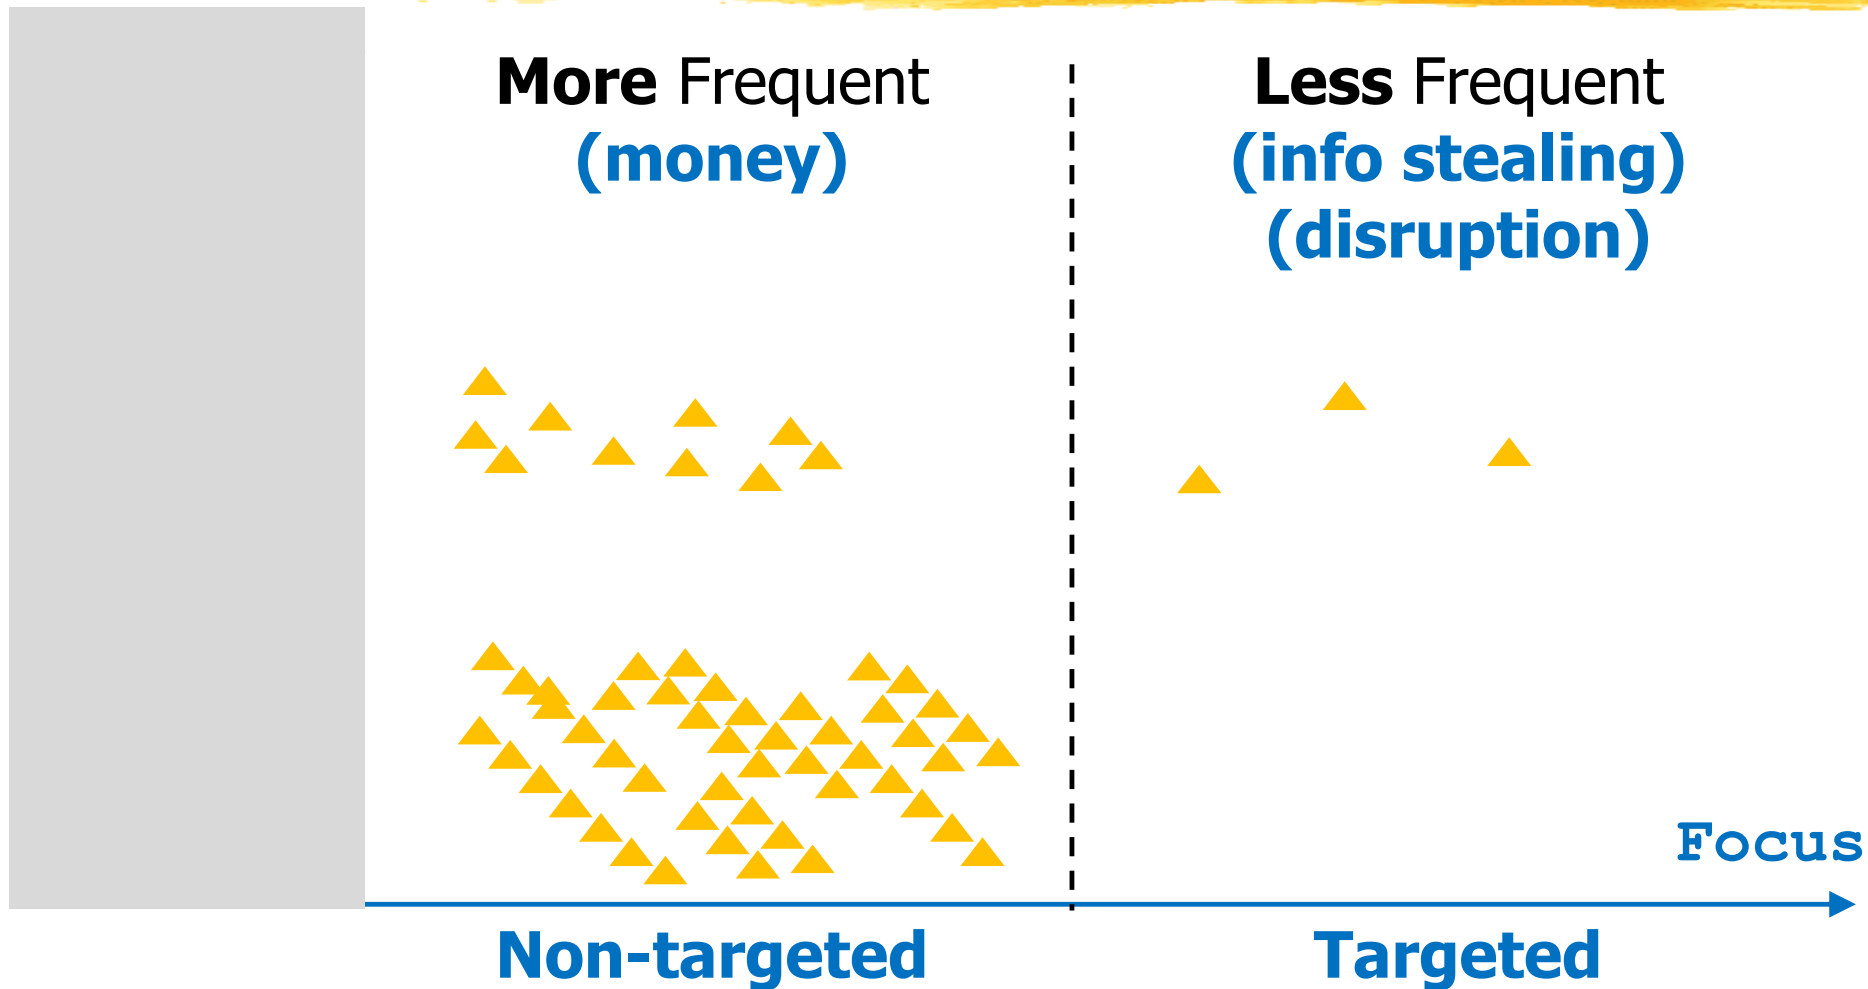 More Frequent
(money)
Less Frequent
(info stealing)
(disruption)
Focus
Non-targeted
Targeted